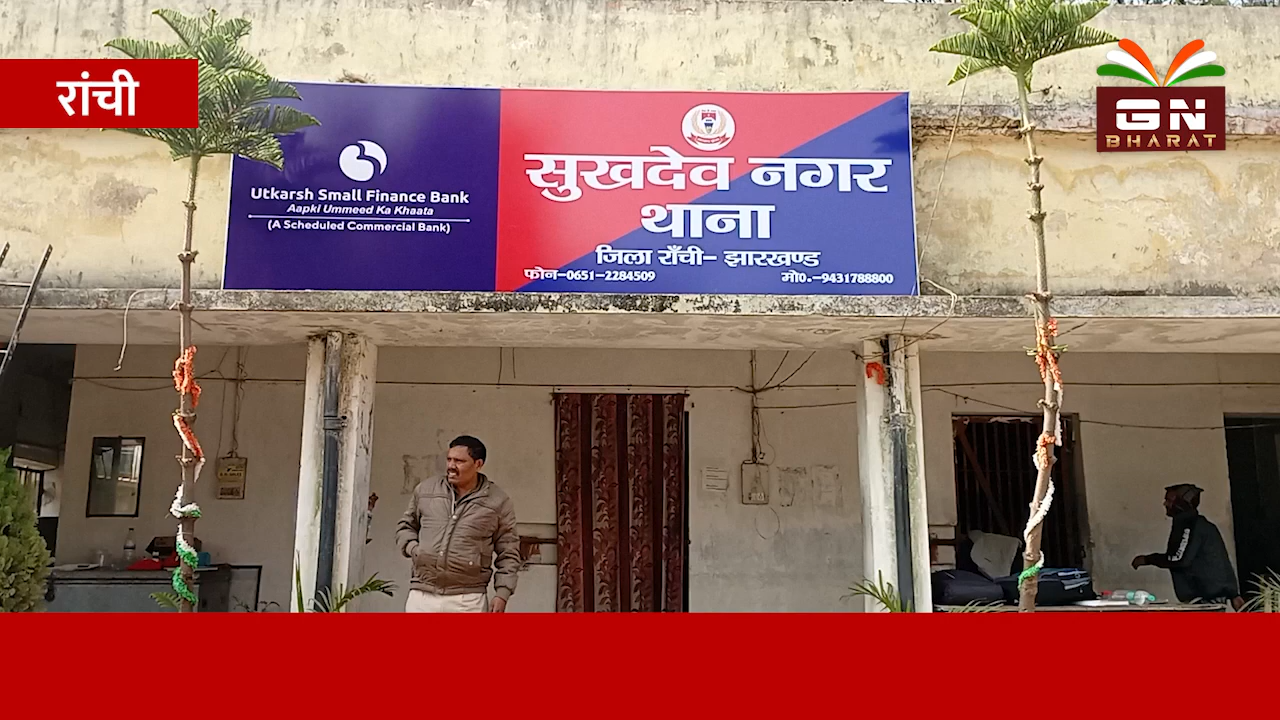 रांची
GN
BHARAT
Utkarsh Small Finance Bank
Aapki Ummeed Ka Khaata
(A Scheduled Commercial Bank)
सुखदेव नगर
थाना
जिला राँची- झारखण्ड
फोन-0651-2284509
मो०.-9431788800